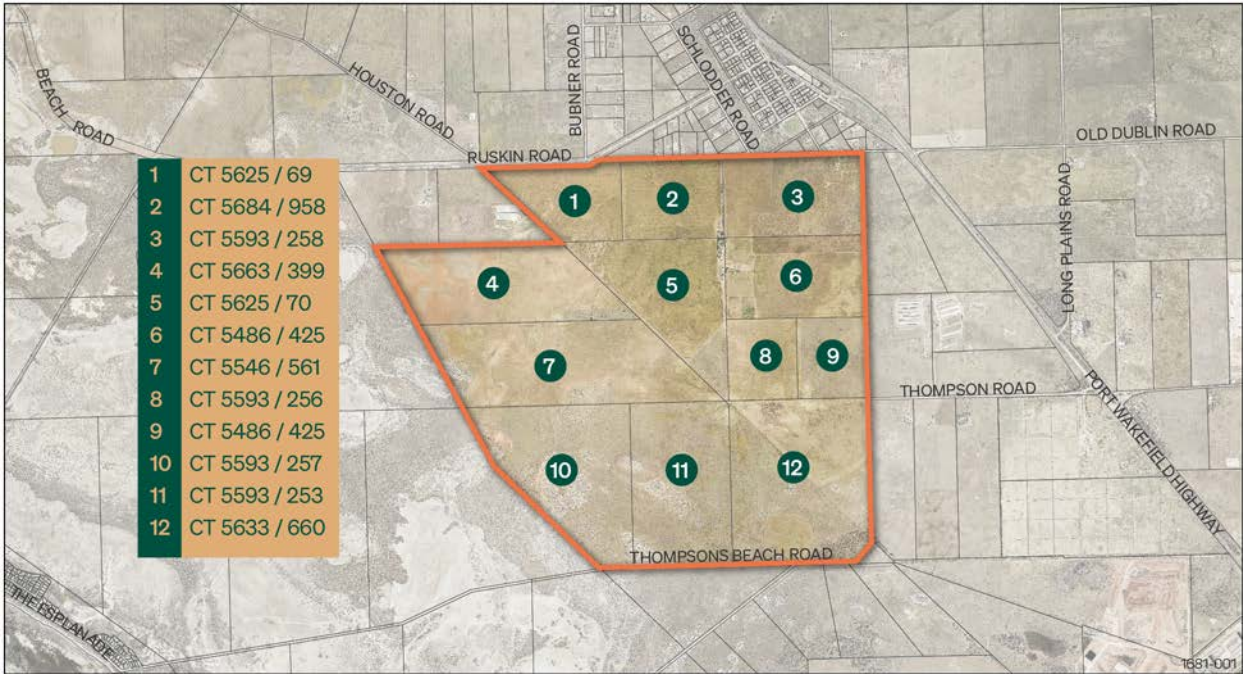 SCHLODDER ROAD
BUBNER ROAD
HOUSTON ROAD
BEACH ROAD
OLD DUBLIN ROAD
RUSKIN ROAD
LONG PLAINS ROAD
1 CT 5625 / 69
2 CT 5684 / 958
3 CT 5593 / 258
4 CT 5663 / 399
5 CT 5625 / 70
6 CT 5486 / 425
7 CT 5546 / 561
8 CT 5593 / 256
9 CT 5486 / 425
10 CT 5593 / 257
11 CT 5593 / 253
12 CT 5633 / 660
1
2
3
4
5
6
7
8
9
THOMPSON ROAD
PORT WAKEFIELD HIGHWAY
10
11
12
THOMPSONS BEACH ROAD
THE ESPLANADE
1681-001